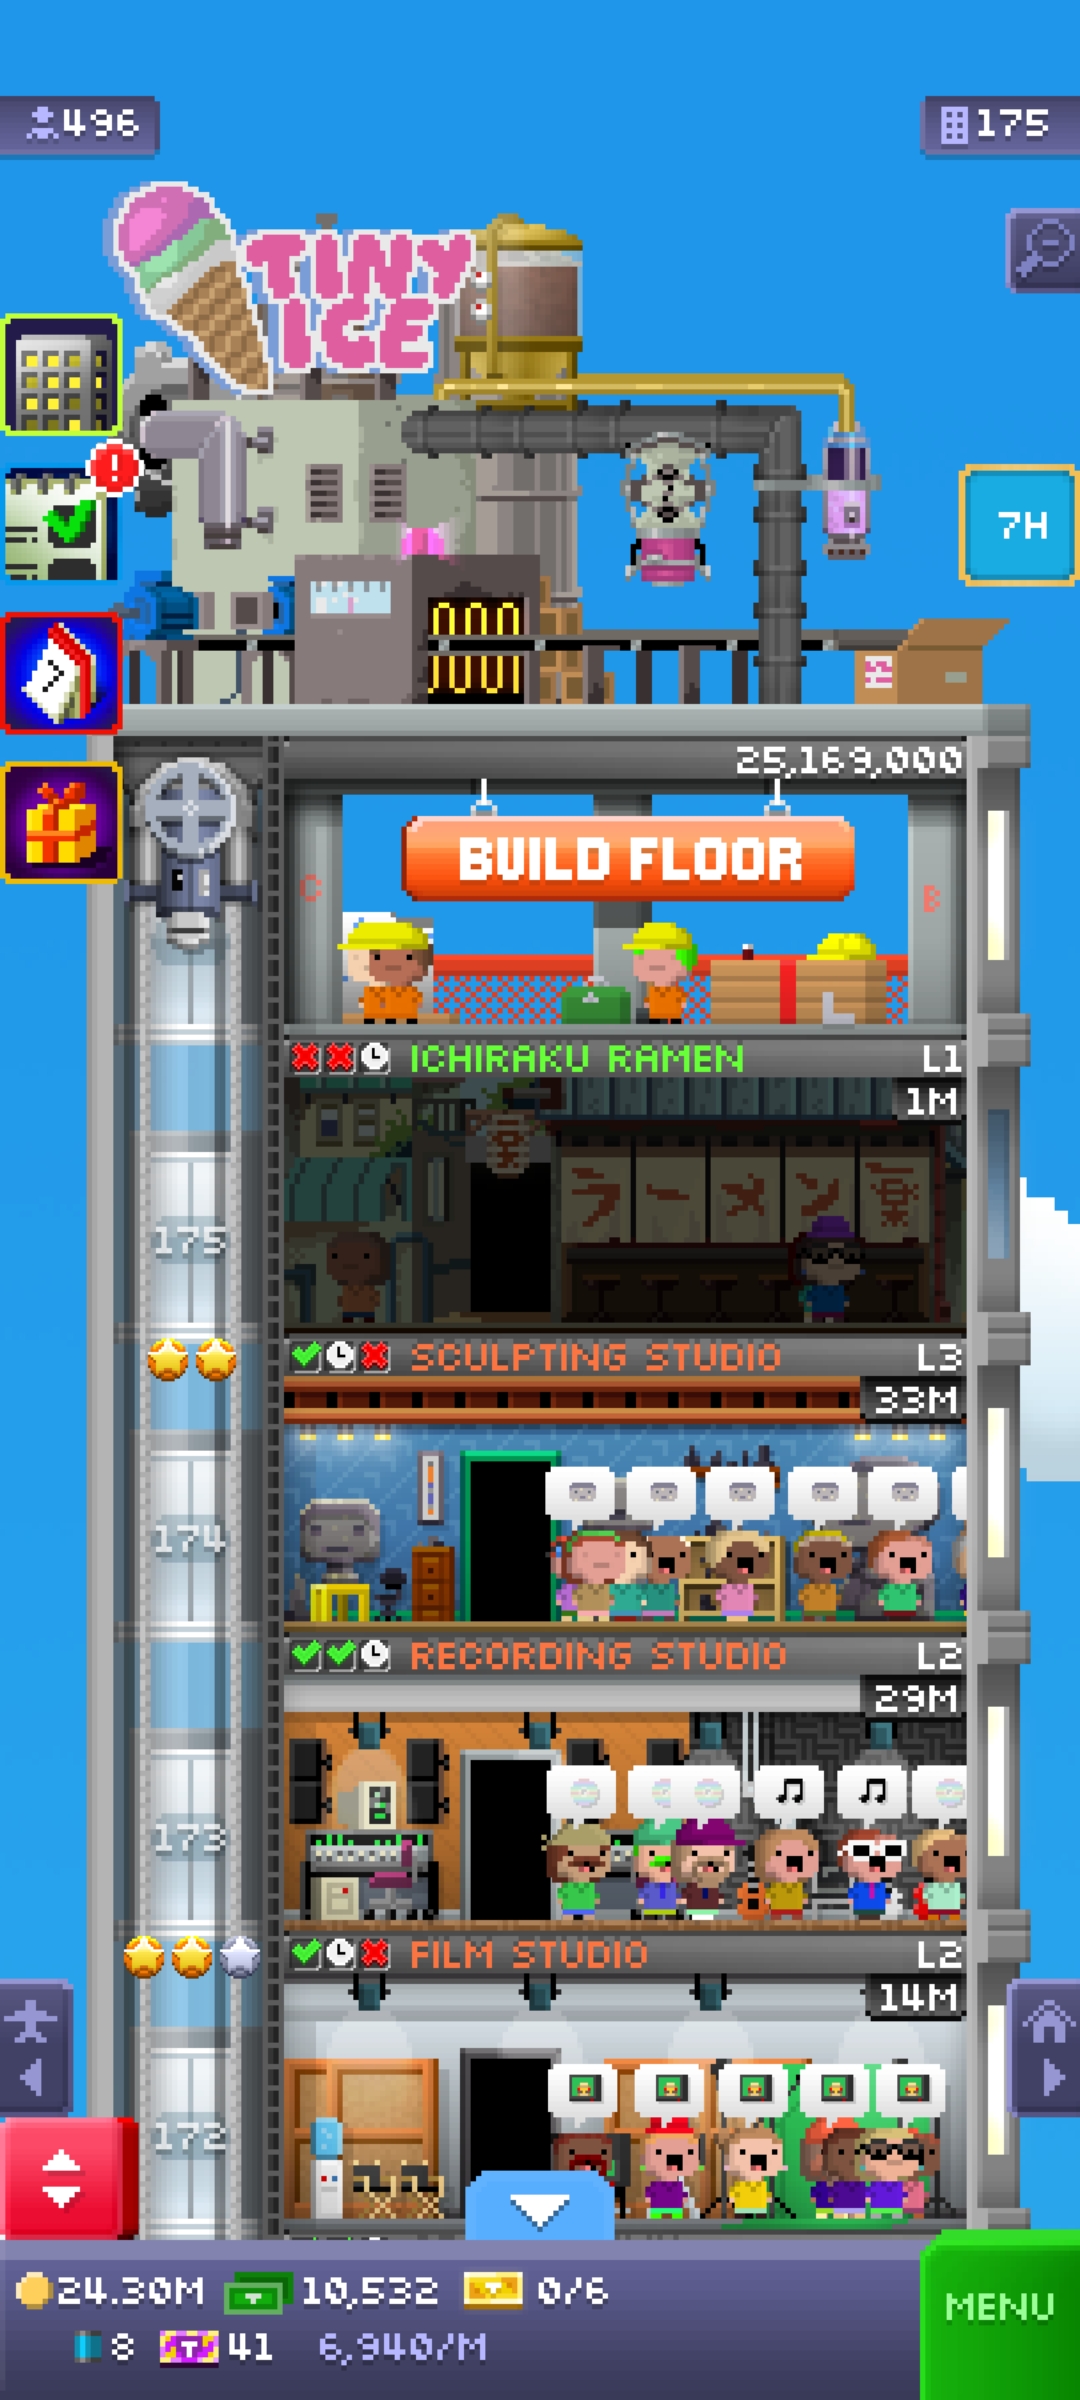 496
175
TINY
ICE
7H
7
25,169,000
BUILD FLOOR
C
B
ICHIRAKU RAMEN L1
1M
ラーメン
175
SCULPTING STUDIO L3
33M
174
RECORDING STUDIO L2
29M
173
FILM STUDIO L2
14M
172
24.30M 10,532 0/6
8 T 41 6,940/M
MENU